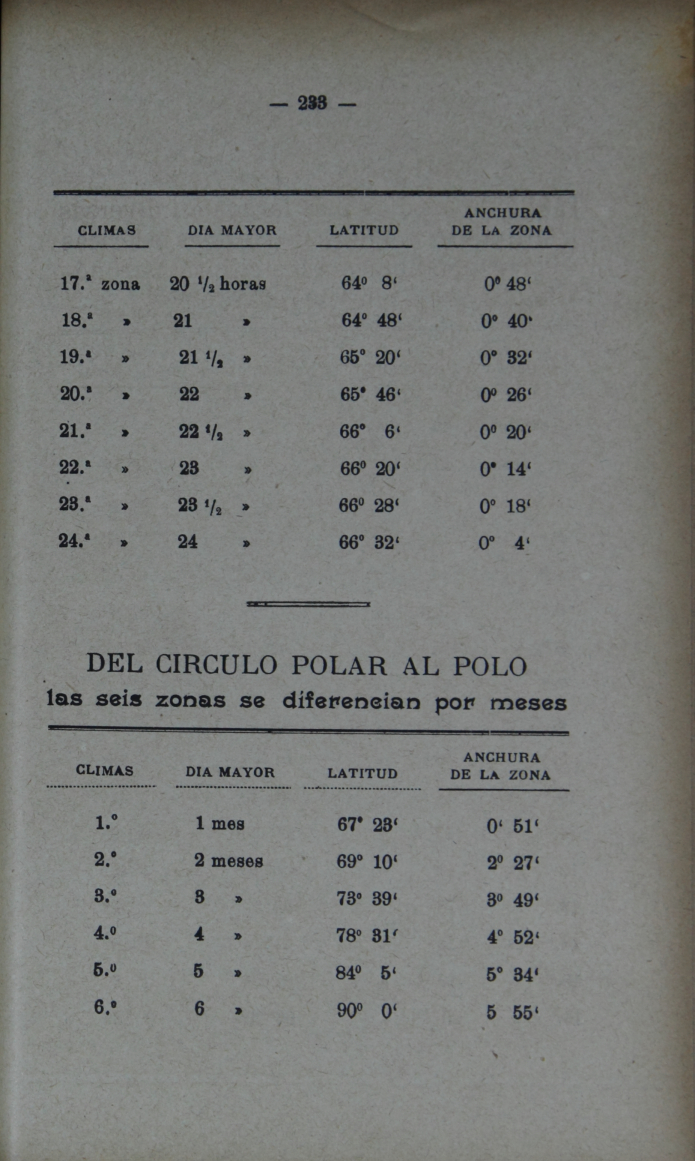 — 233 —
CLIMAS DIA MAYOR LATITUD ANCHURA DE LA ZONA
17.ª zona 20 ½ horas 64º 8‘ 0º 48‘
18.ª » 21 » 64º 48‘ 0º 40‘
19.ª » 21 ½ » 65º 20‘ 0º 32‘
20.ª » 22 » 65º 46‘ 0º 26‘
21.ª » 22 ½ » 66º 6‘ 0º 20‘
22.ª » 23 » 66º 20‘ 0º 14‘
23.ª » 23 ½ » 66º 28‘ 0º 18‘
24.ª » 24 » 66º 32‘ 0º 4‘
DEL CIRCULO POLAR AL POLO
las seis zonas se diferencian por meses
CLIMAS DIA MAYOR LATITUD ANCHURA DE LA ZONA
1.º 1 mes 67º 23‘ 0‘ 51‘
2.º 2 meses 69º 10‘ 2º 27‘
3.º 3 » 73º 39‘ 3º 49‘
4.º 4 » 78º 31‘ 4º 52‘
5.º 5 » 84º 5‘ 5º 34‘
6.º 6 » 90º 0‘ 5 55‘